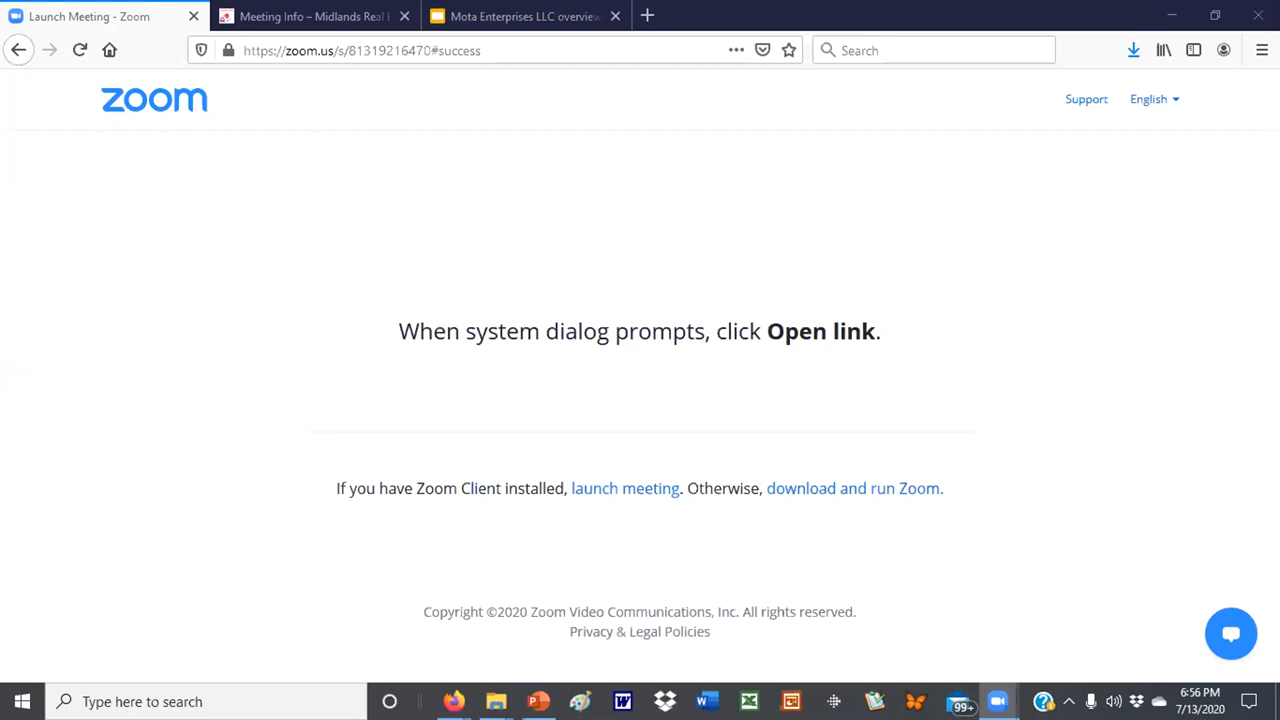 Launch Meeting - Zoom
Meeting Info – Midlands Real
Mota Enterprises LLC overview
https://zoom.us/s/81319216470#success
Search
zoom
Support
English
When system dialog prompts, click Open link.
If you have Zoom Client installed, launch meeting. Otherwise, download and run Zoom.
Copyright ©2020 Zoom Video Communications, Inc. All rights reserved.
Privacy & Legal Policies
Type here to search
99+
6:56 PM
7/13/2020